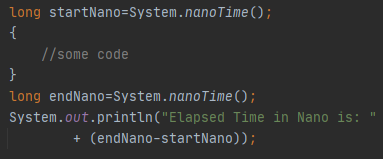 long startNano=System.nanoTime();
{
    //some code
}
long endNano=System.nanoTime();
System.out.println("Elapsed Time in Nano is: "
        + (endNano-startNano));